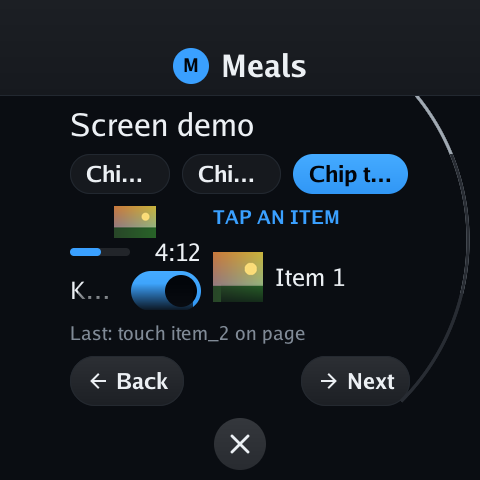 M Meals
Screen demo
Chi... Chi... Chip t...
TAP AN ITEM
4:12
Item 1
K...
Last: touch item_2 on page
Back Next